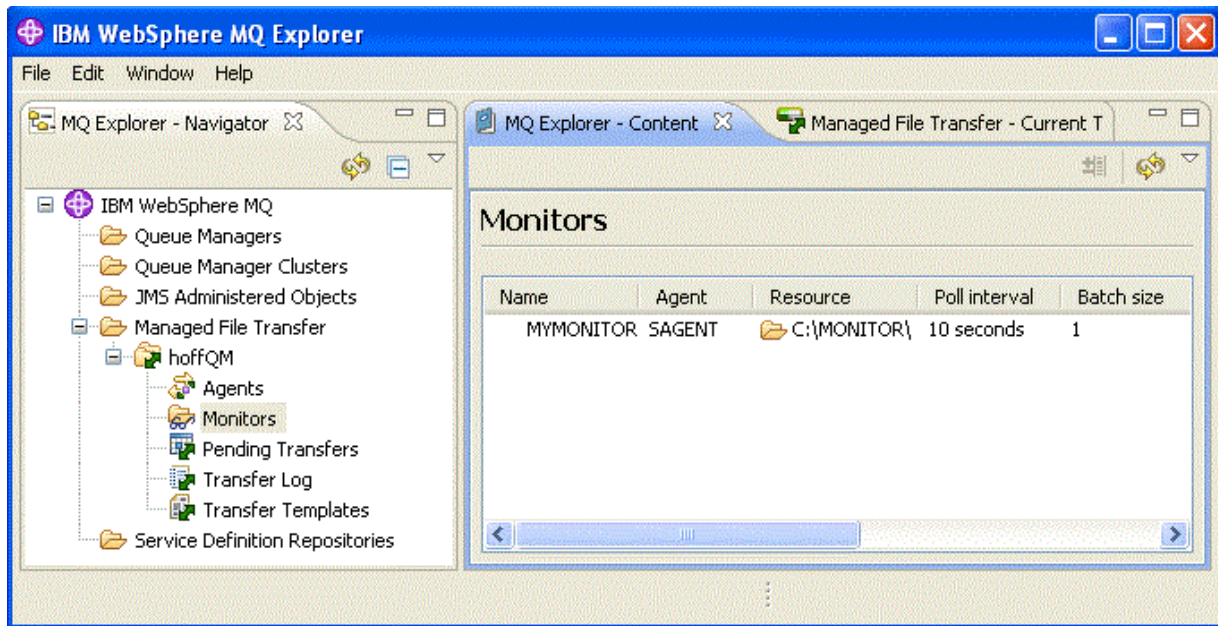 IBM WebSphere MQ Explorer
File Edit Window Help
MQ Explorer - Navigator
MQ Explorer - Content
Managed File Transfer - Current T
IBM WebSphere MQ
Queue Managers
Queue Manager Clusters
JMS Administered Objects
Managed File Transfer
hoffQM
Agents
Monitors
Pending Transfers
Transfer Log
Transfer Templates
Service Definition Repositories
Monitors
Name Agent Resource Poll interval Batch size
MYMONITOR SAGENT C:\MONITOR\ 10 seconds 1